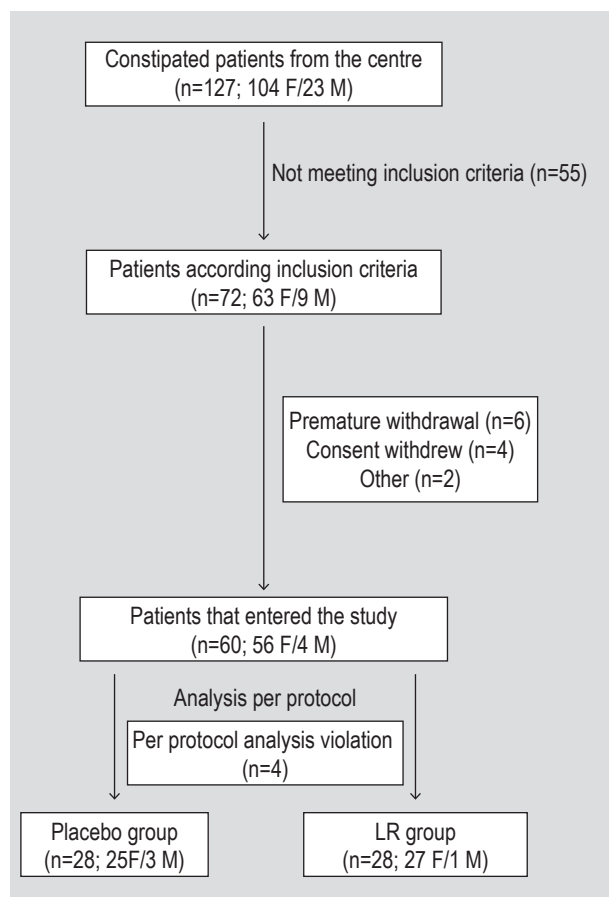 Constipated patients from the centre
(n=127; 104 F/23 M)
Not meeting inclusion criteria (n=55)
Patients according inclusion criteria
(n=72; 63 F/9 M)
Premature withdrawal (n=6)
Consent withdrew (n=4)
Other (n=2)
Patients that entered the study
(n=60; 56 F/4 M)
Analysis per protocol
Per protocol analysis violation
(n=4)
Placebo group
(n=28; 25F/3 M)
LR group
(n=28; 27 F/1 M)